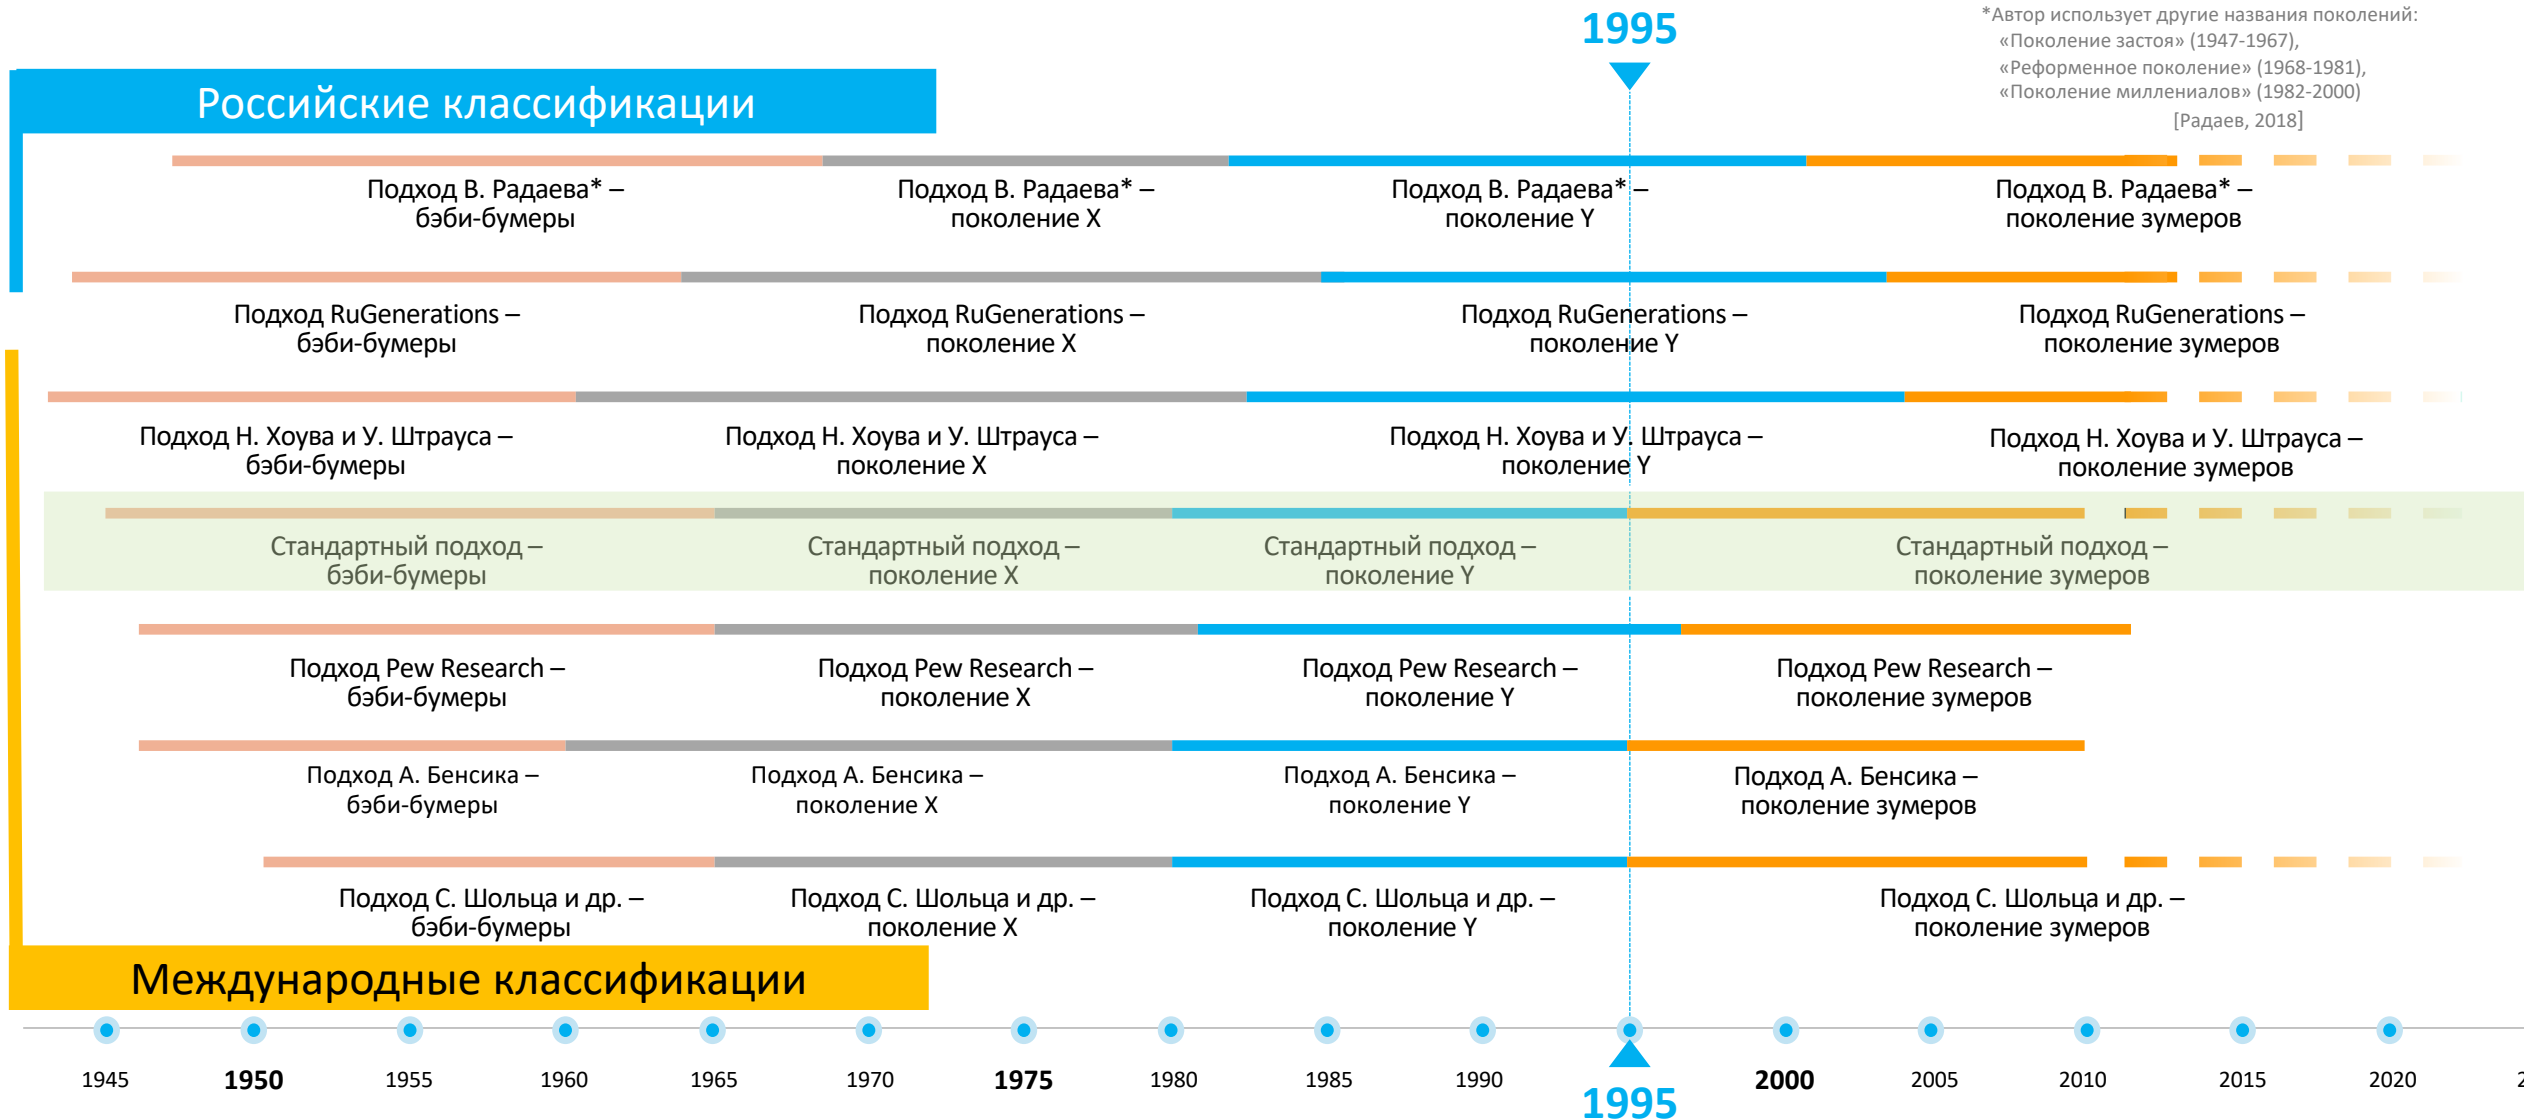 1995
*Автор использует другие названия поколений:
«Поколение застоя» (1947-1967),
«Реформенное поколение» (1968-1981),
«Поколение миллениалов» (1982-2000)
[Радаев, 2018]
Российские классификации
Подход В. Радаева* –
бэби-бумеры
Подход В. Радаева* –
поколение X
Подход В. Радаева* –
поколение Y
Подход В. Радаева* –
поколение зумеров
Подход RuGenerations –
бэби-бумеры
Подход RuGenerations –
поколение X
Подход RuGenerations –
поколение Y
Подход RuGenerations –
поколение зумеров
Подход Н. Хоува и У. Штрауса –
бэби-бумеры
Подход Н. Хоува и У. Штрауса –
поколение X
Подход Н. Хоува и У. Штрауса –
поколение Y
Подход Н. Хоува и У. Штрауса –
поколение зумеров
Стандартный подход –
бэби-бумеры
Стандартный подход –
поколение X
Стандартный подход –
поколение Y
Стандартный подход –
поколение зумеров
Подход Pew Research –
бэби-бумеры
Подход Pew Research –
поколение X
Подход Pew Research –
поколение Y
Подход Pew Research –
поколение зумеров
Подход А. Бенсика –
бэби-бумеры
Подход А. Бенсика –
поколение X
Подход А. Бенсика –
поколение Y
Подход А. Бенсика –
поколение зумеров
Подход С. Шольца и др. –
бэби-бумеры
Подход С. Шольца и др. –
поколение X
Подход С. Шольца и др. –
поколение Y
Подход С. Шольца и др. –
поколение зумеров
Международные классификации
1945 1950 1955 1960 1965 1970 1975 1980 1985 1990 1995 2000 2005 2010 2015 2020